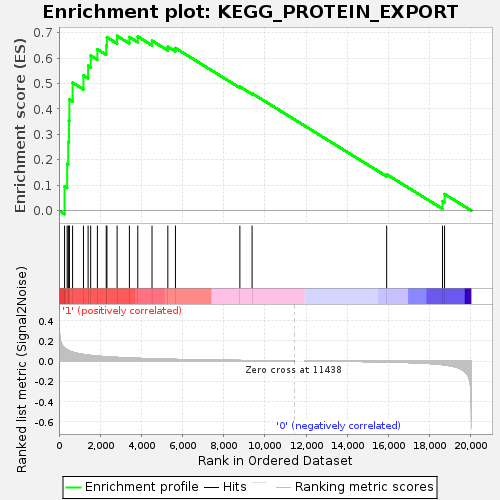 Enrichment plot: KEGG_PROTEIN_EXPORT
Enrichment score (ES)
0.7
0.6
0.5
0.4
0.3
0.2
0.1
0.0
'1' (positively correlated)
Ranked list metric (Signal2Noise)
0.4
0.2
0.0
-0.2
-0.4
-0.6
Zero cross at 11438
'0' (negatively correlated)
0 2,000 4,000 6,000 8,000 10,000 12,000 14,000 16,000 18,000 20,000
Rank in Ordered Dataset
Enrichment profile Hits Ranking metric scores